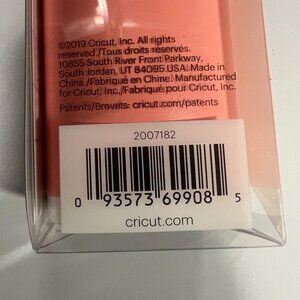 ©2019 Cricut, Inc. All rights
reserved./Tous droits réservés.
10855 South River Front Parkway,
South Jordan, UT 84095 USA. Made in
China /Fabriqué en Chine. Manufactured
for Cricut, Inc./Fabriqué pour Cricut, Inc.
Patents/Brevets: cricut.com/patents
2007182
0 93573 69908 5
cricut.com